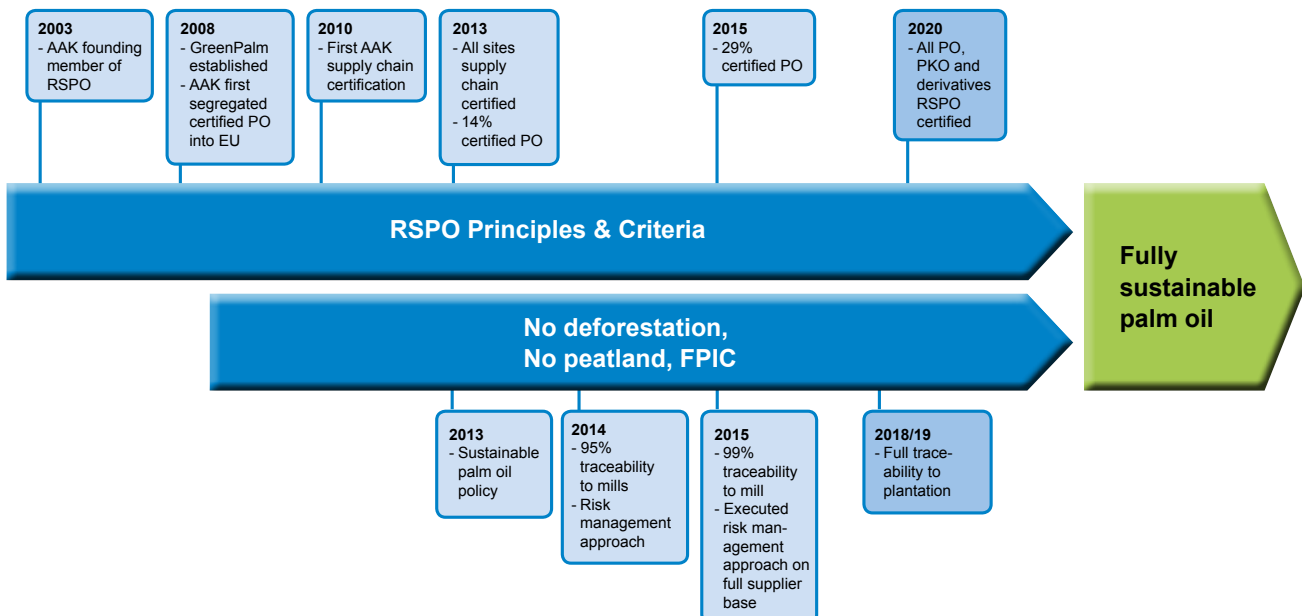 2003
- AAK founding
member of
RSPO
2008
- GreenPalm
established
- AAK first
segregated
certified PO
into EU
2010
- First AAK
supply chain
certification
2013
- All sites
supply
chain
certified
- 14%
certified PO
2015
- 29%
certified PO
2020
- All PO,
PKO and
derivatives
RSPO
certified
RSPO Principles & Criteria
Fully
sustainable
palm oil
No deforestation,
No peatland, FPIC
2013
- Sustainable
palm oil
policy
2014
- 95%
traceability
to mills
- Risk
management
approach
2015
- 99%
traceability
to mill
- Executed
risk man-
agement
approach on
full supplier
base
2018/19
- Full trace-
ability to
plantation